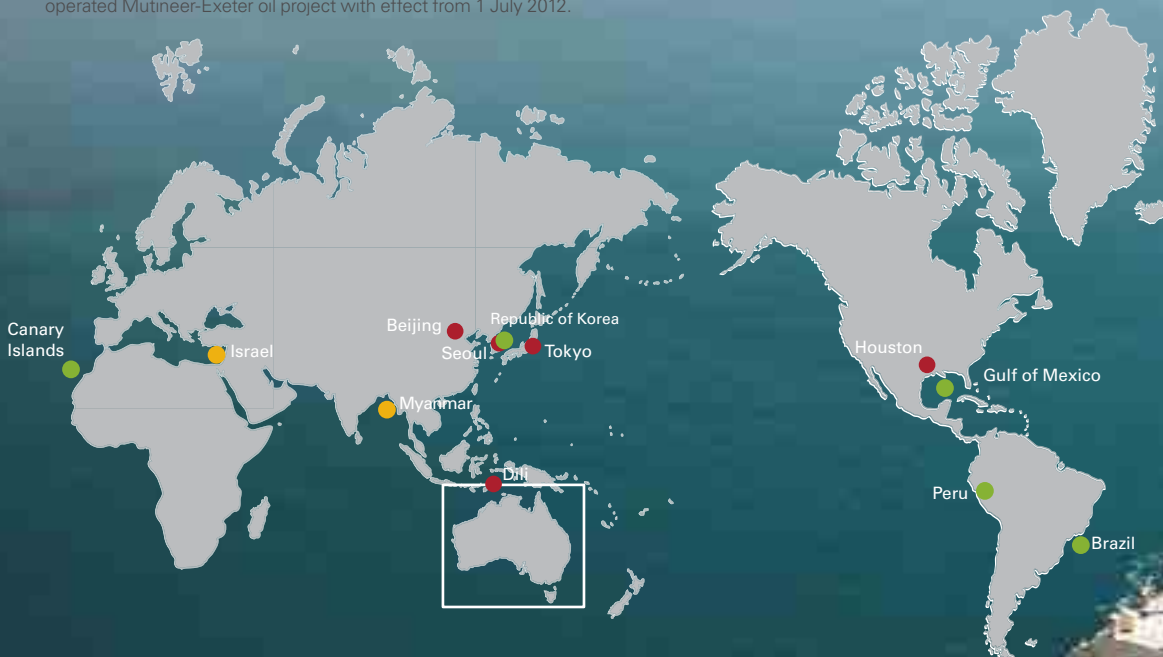 operated Mutineer-Exeter oil project with effect from 1 July 2012.
Canary
Islands
Israel
Beijing
Republic of Korea
Seoul
Tokyo
Myanmar
Dili
Houston
Gulf of Mexico
Peru
Brazil